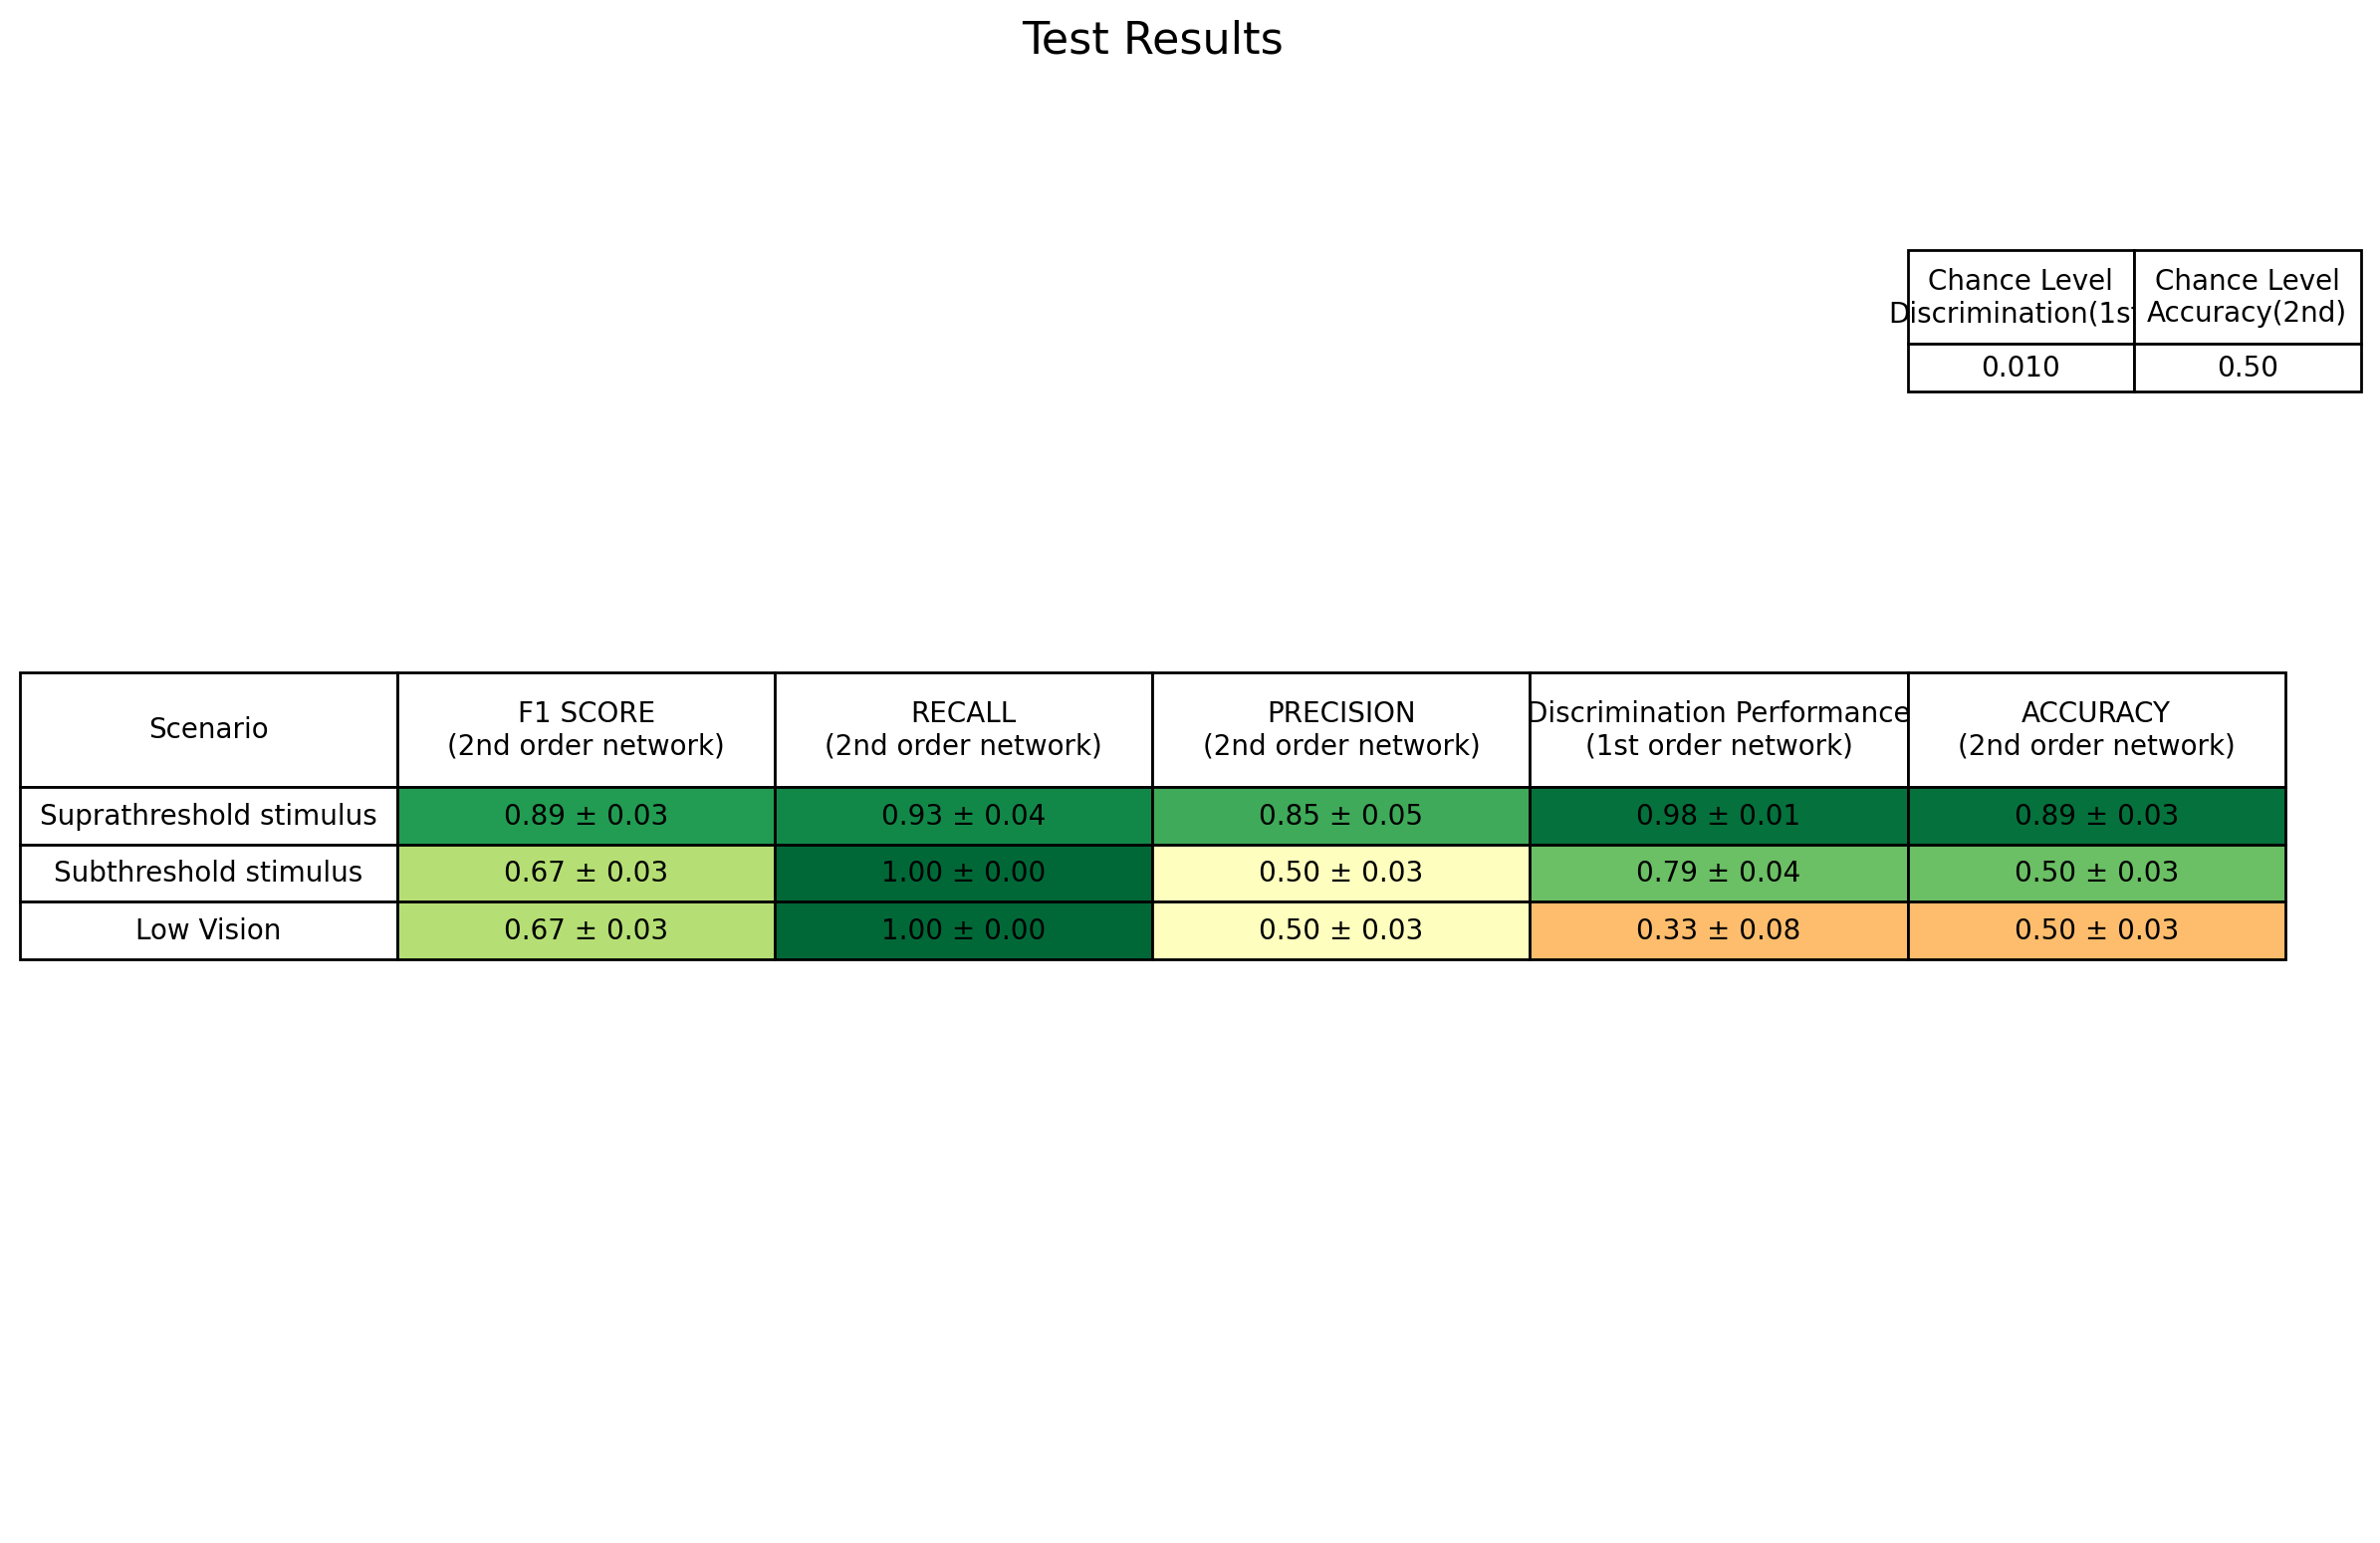 Test Results
Chance Level Chance Level
Discrimination(1st Accuracy(2nd)
0.010 0.50
Scenario
F1 SCORE RECALL PRECISION Discrimination Performance ACCURACY
(2nd order network) (2nd order network) (2nd order network) (1st order network) (2nd order network)
Suprathreshold stimulus 0.89 ± 0.03 0.93 ± 0.04 0.85 ± 0.05 0.98 ± 0.01 0.89 ± 0.03
Subthreshold stimulus 0.67 ± 0.03 1.00 ± 0.00 0.50 ± 0.03 0.79 ± 0.04 0.50 ± 0.03
Low Vision 0.67 ± 0.03 1.00 ± 0.00 0.50 ± 0.03 0.33 ± 0.08 0.50 ± 0.03